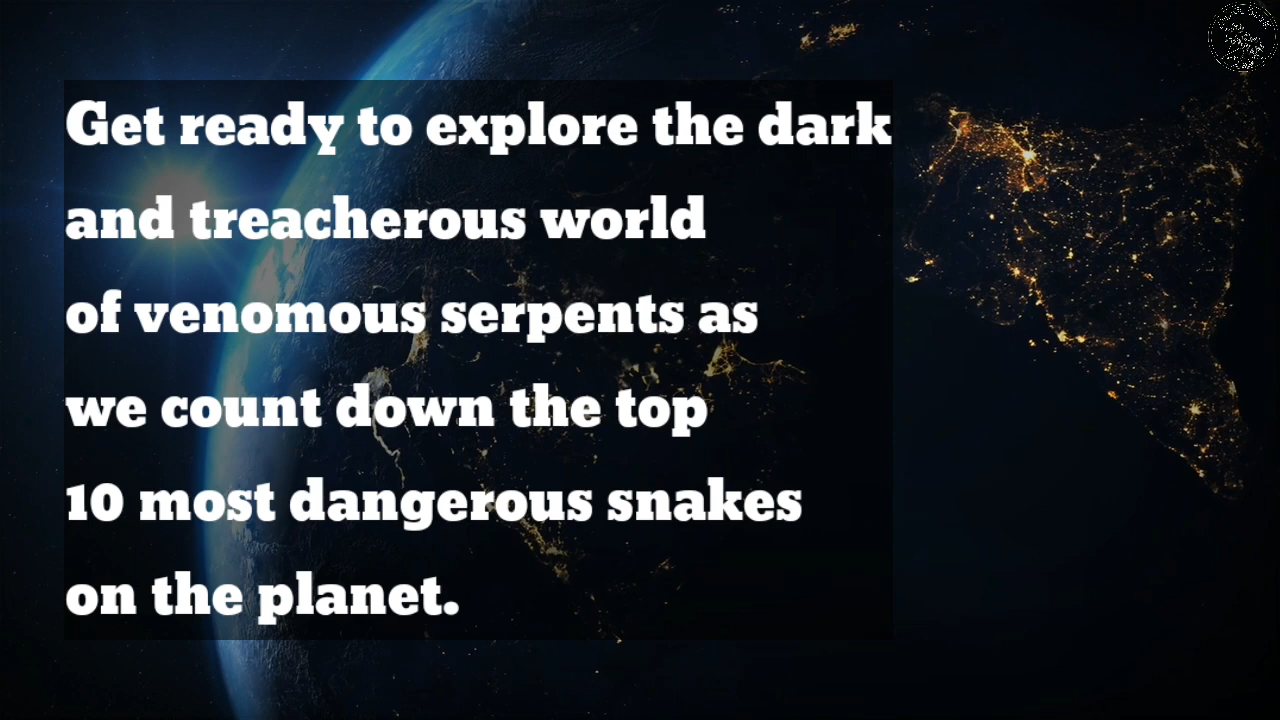 Get ready to explore the dark
and treacherous world
of venomous serpents as
we count down the top
10 most dangerous snakes
on the planet.